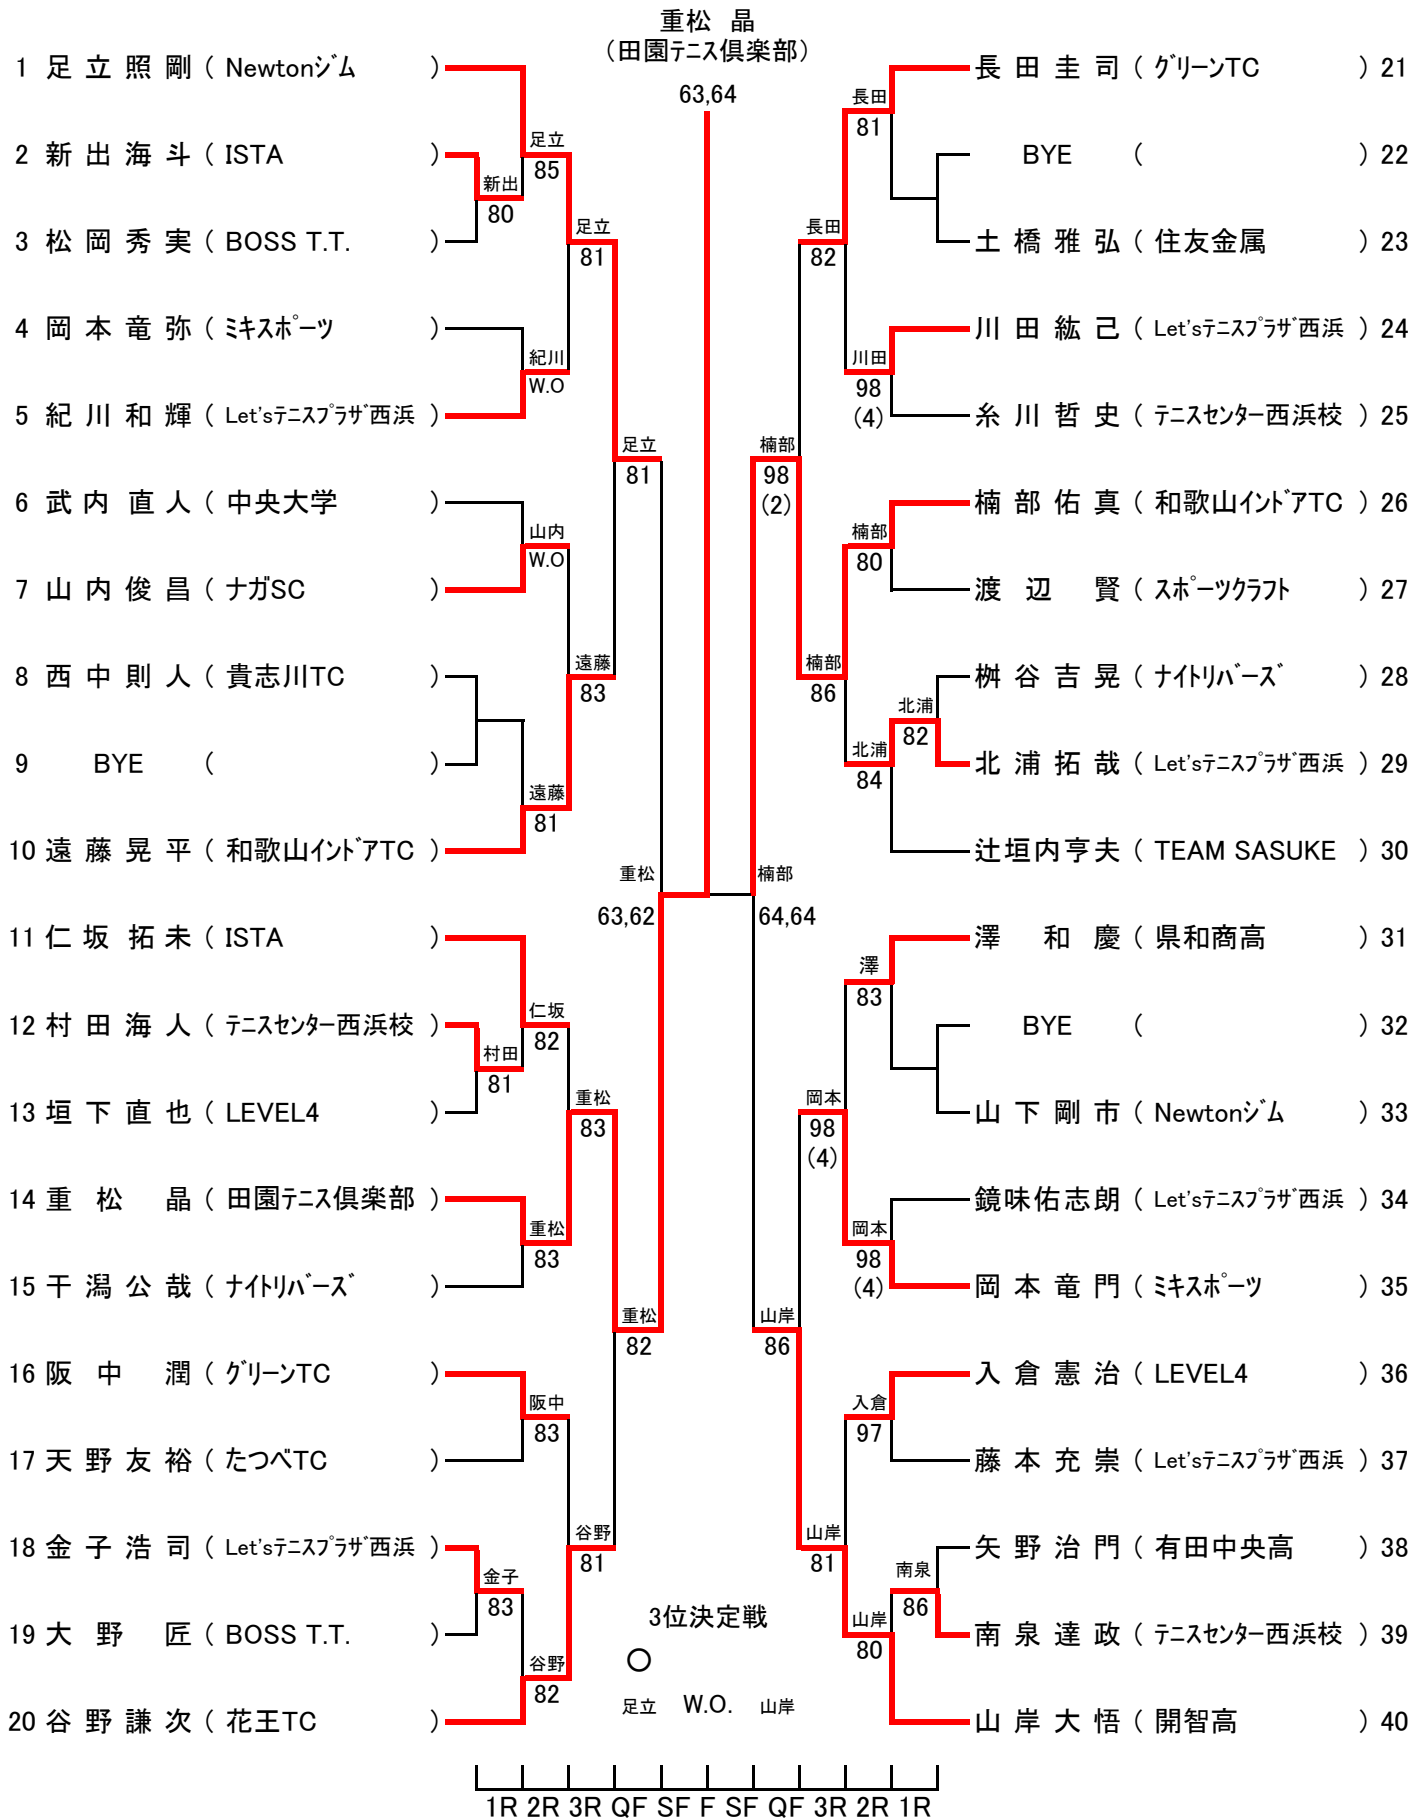 重松 晶
（田園テニス倶楽部）
63,64
1 足立照剛 ( Newtonジム )
2 新出海斗 ( ISTA )
3 松岡秀実 ( BOSS T.T. )
4 岡本竜弥 ( ミキスポーツ )
5 紀川和輝 ( Let'sテニスプラザ西浜 )
6 武内直人 ( 中央大学 )
7 山内俊昌 ( ナガSC )
8 西中則人 ( 貴志川TC )
9 BYE ( )
10 遠藤晃平 ( 和歌山インドアTC )
11 仁坂拓未 ( ISTA )
12 村田海人 ( テニスセンター西浜校 )
13 垣下直也 ( LEVEL4 )
14 重松 晶 ( 田園テニス倶楽部 )
15 干潟公哉 ( ナイトリバーズ )
16 阪中 潤 ( グリーンTC )
17 天野友裕 ( たつべTC )
18 金子浩司 ( Let'sテニスプラザ西浜 )
19 大野 匠 ( BOSS T.T. )
20 谷野謙次 ( 花王TC )
新出
80
村田
81
金子
83
足立
85
紀川
W.O
山内
W.O
遠藤
81
仁坂
82
重松
83
阪中
83
谷野
82
足立
81
遠藤
83
重松
83
谷野
81
足立
81
重松
82
重松
63,62
楠部
64,64
楠部
98
(2)
山岸
86
長田
82
楠部
86
岡本
98
(4)
山岸
81
長田
81
川田
98
(4)
楠部
80
北浦
84
澤
83
岡本
98
(4)
入倉
97
山岸
80
北浦
82
南泉
86
長田圭司 ( グリーンTC ) 21
BYE ( ) 22
土橋雅弘 ( 住友金属 ) 23
川田紘己 ( Let'sテニスプラザ西浜 ) 24
糸川哲史 ( テニスセンター西浜校 ) 25
楠部佑真 ( 和歌山インドアTC ) 26
渡辺 賢 ( スポーツクラフト ) 27
桝谷吉晃 ( ナイトリバーズ ) 28
北浦拓哉 ( Let'sテニスプラザ西浜 ) 29
辻垣内亨夫 ( TEAM SASUKE ) 30
澤 和慶 ( 県和商高 ) 31
BYE ( ) 32
山下剛市 ( Newtonジム ) 33
鏡味佑志朗 ( Let'sテニスプラザ西浜 ) 34
岡本竜門 ( ミキスポーツ ) 35
入倉憲治 ( LEVEL4 ) 36
藤本充崇 ( Let'sテニスプラザ西浜 ) 37
矢野治門 ( 有田中央高 ) 38
南泉達政 ( テニスセンター西浜校 ) 39
山岸大悟 ( 開智高 ) 40
3位決定戦
○
足立 W.O. 山岸
1R 2R 3R QF SF F SF QF 3R 2R 1R